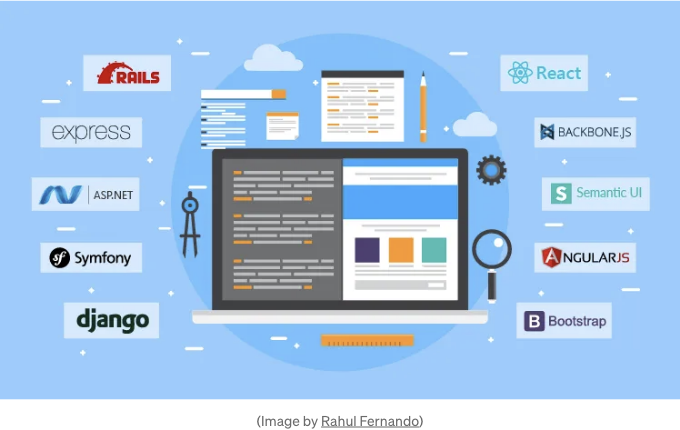 RAILS
React
express
BACKBONE.JS
ASP.NET
Semantic UI
Symfony
ANGULARJS
django
Bootstrap
(Image by Rahul Fernando)